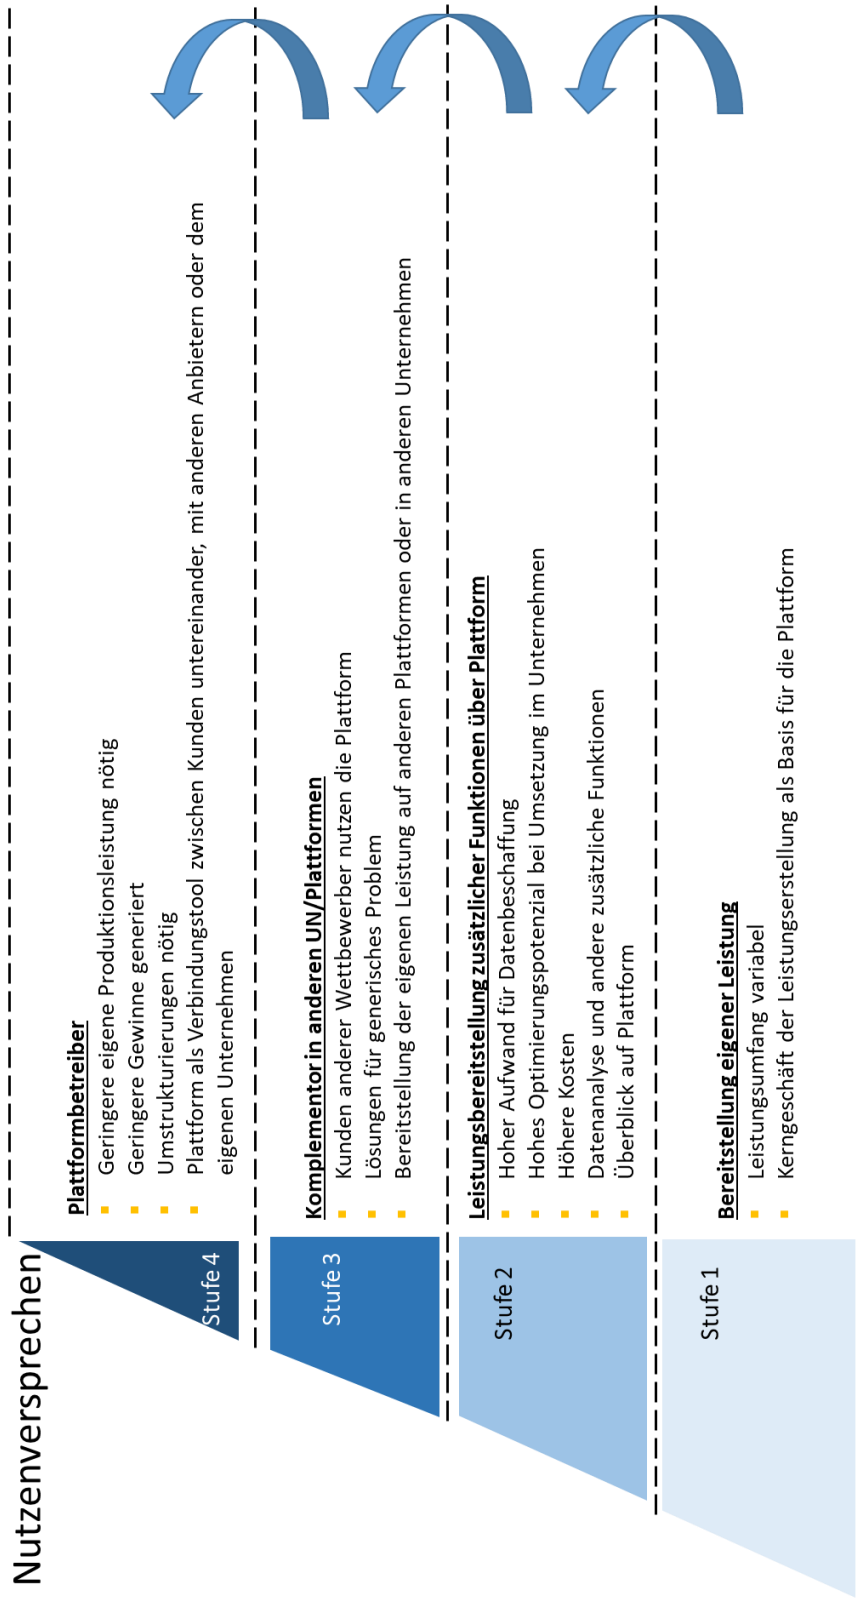 Nutzenversprechen
Plattformbetreiber
Geringere eigene Produktionsleistung nötig
Geringere Gewinne generiert
Umstrukturierungen nötig
Plattform als Verbindungstool zwischen Kunden untereinander, mit anderen Anbietern oder dem
eigenen Unternehmen
Stufe 4
Komplementor in anderen UN/Plattformen
Kunden anderer Wettbewerber nutzen die Plattform
Lösungen für generisches Problem
Bereitstellung der eigenen Leistung auf anderen Plattformen oder in anderen Unternehmen
Stufe 3
Leistungsbereitstellung zusätzlicher Funktionen über Plattform
Hoher Aufwand für Datenbeschaffung
Hohes Optimierungspotenzial bei Umsetzung im Unternehmen
Höhere Kosten
Datenanalyse und andere zusätzliche Funktionen
Überblick auf Plattform
Stufe 2
Bereitstellung eigener Leistung
Leistungsumfang variabel
Kerngeschäft der Leistungserstellung als Basis für die Plattform
Stufe 1